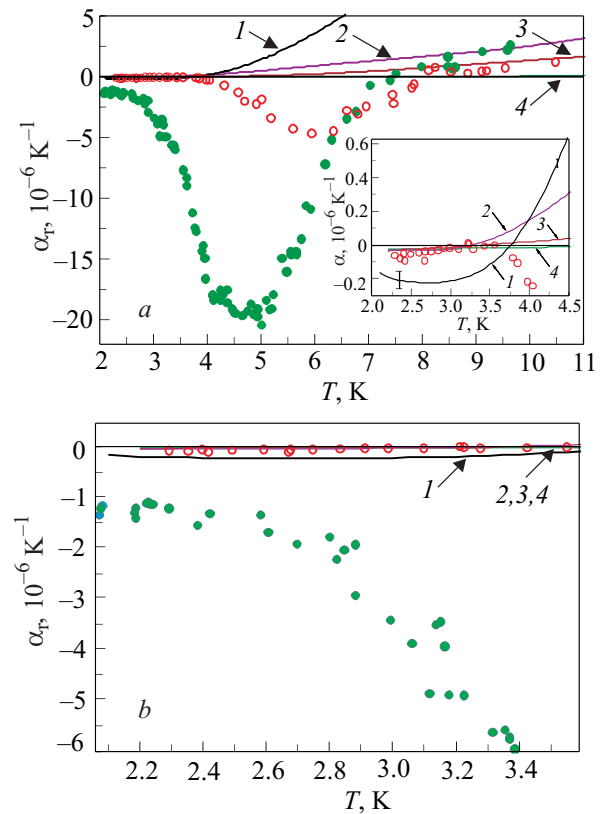 5
0
–5
–10
–15
–20
αr, 10–6 K–1
1
2
3
4
a
2 3 4 5 6 7 8 9 10 11
T, K
0.6
0.4
0.2
0
–0.2
α, 10–6 K–1
1
2
3
4
1
2.0 2.5 3.0 3.5 4.0 4.5
T, K
0
–1
–2
–3
–4
–5
–6
αr, 10–6 K–1
1
2,3,4
b
2.2 2.4 2.6 2.8 3.0 3.2 3.4
T, K